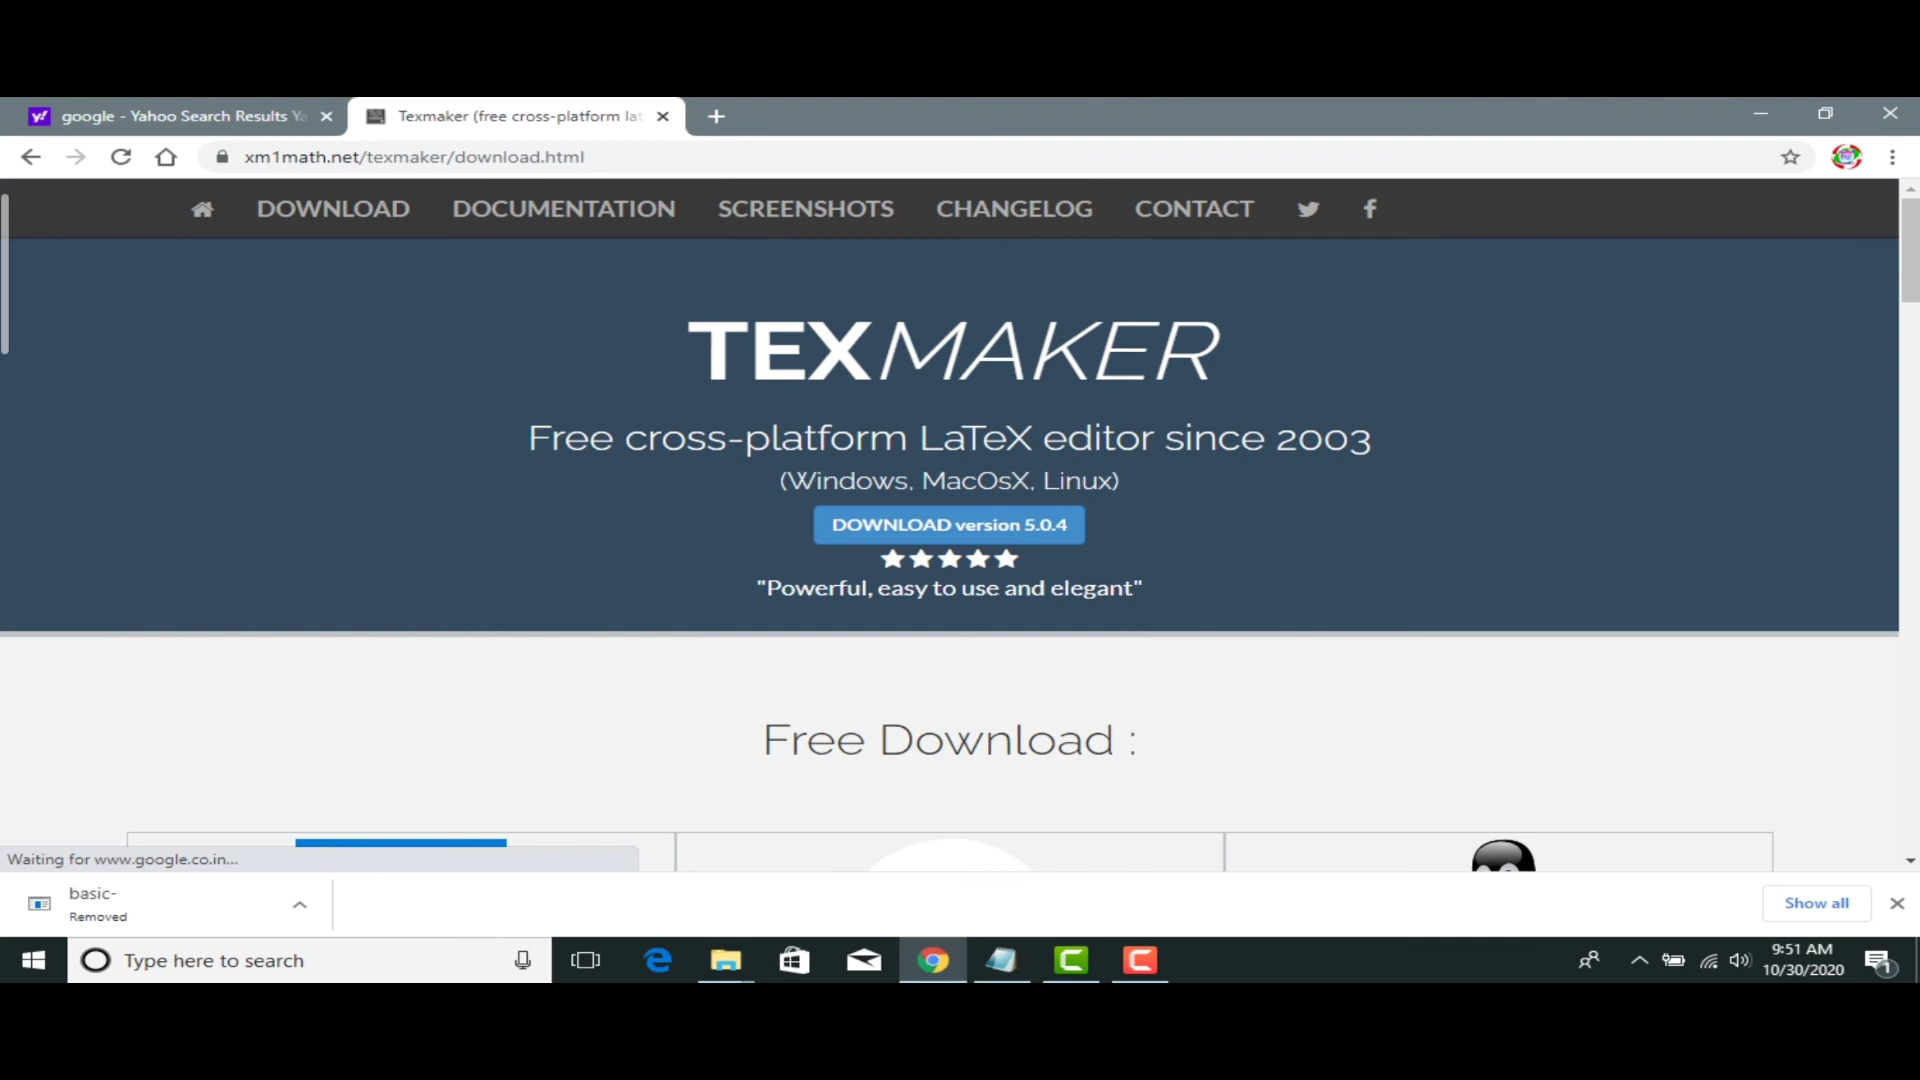 google - Yahoo Search Results Ya
Texmaker (free cross-platform lat
xm1math.net/texmaker/download.html
DOWNLOAD
DOCUMENTATION
SCREENSHOTS
CHANGELOG
CONTACT
TEXMAKER
Free cross-platform LaTeX editor since 2003
(Windows, MacOsX, Linux)
DOWNLOAD version 5.0.4
"Powerful, easy to use and elegant"
Free Download :
Waiting for www.google.co.in...
basic-
Removed
Show all
Type here to search
9:51 AM
10/30/2020
1